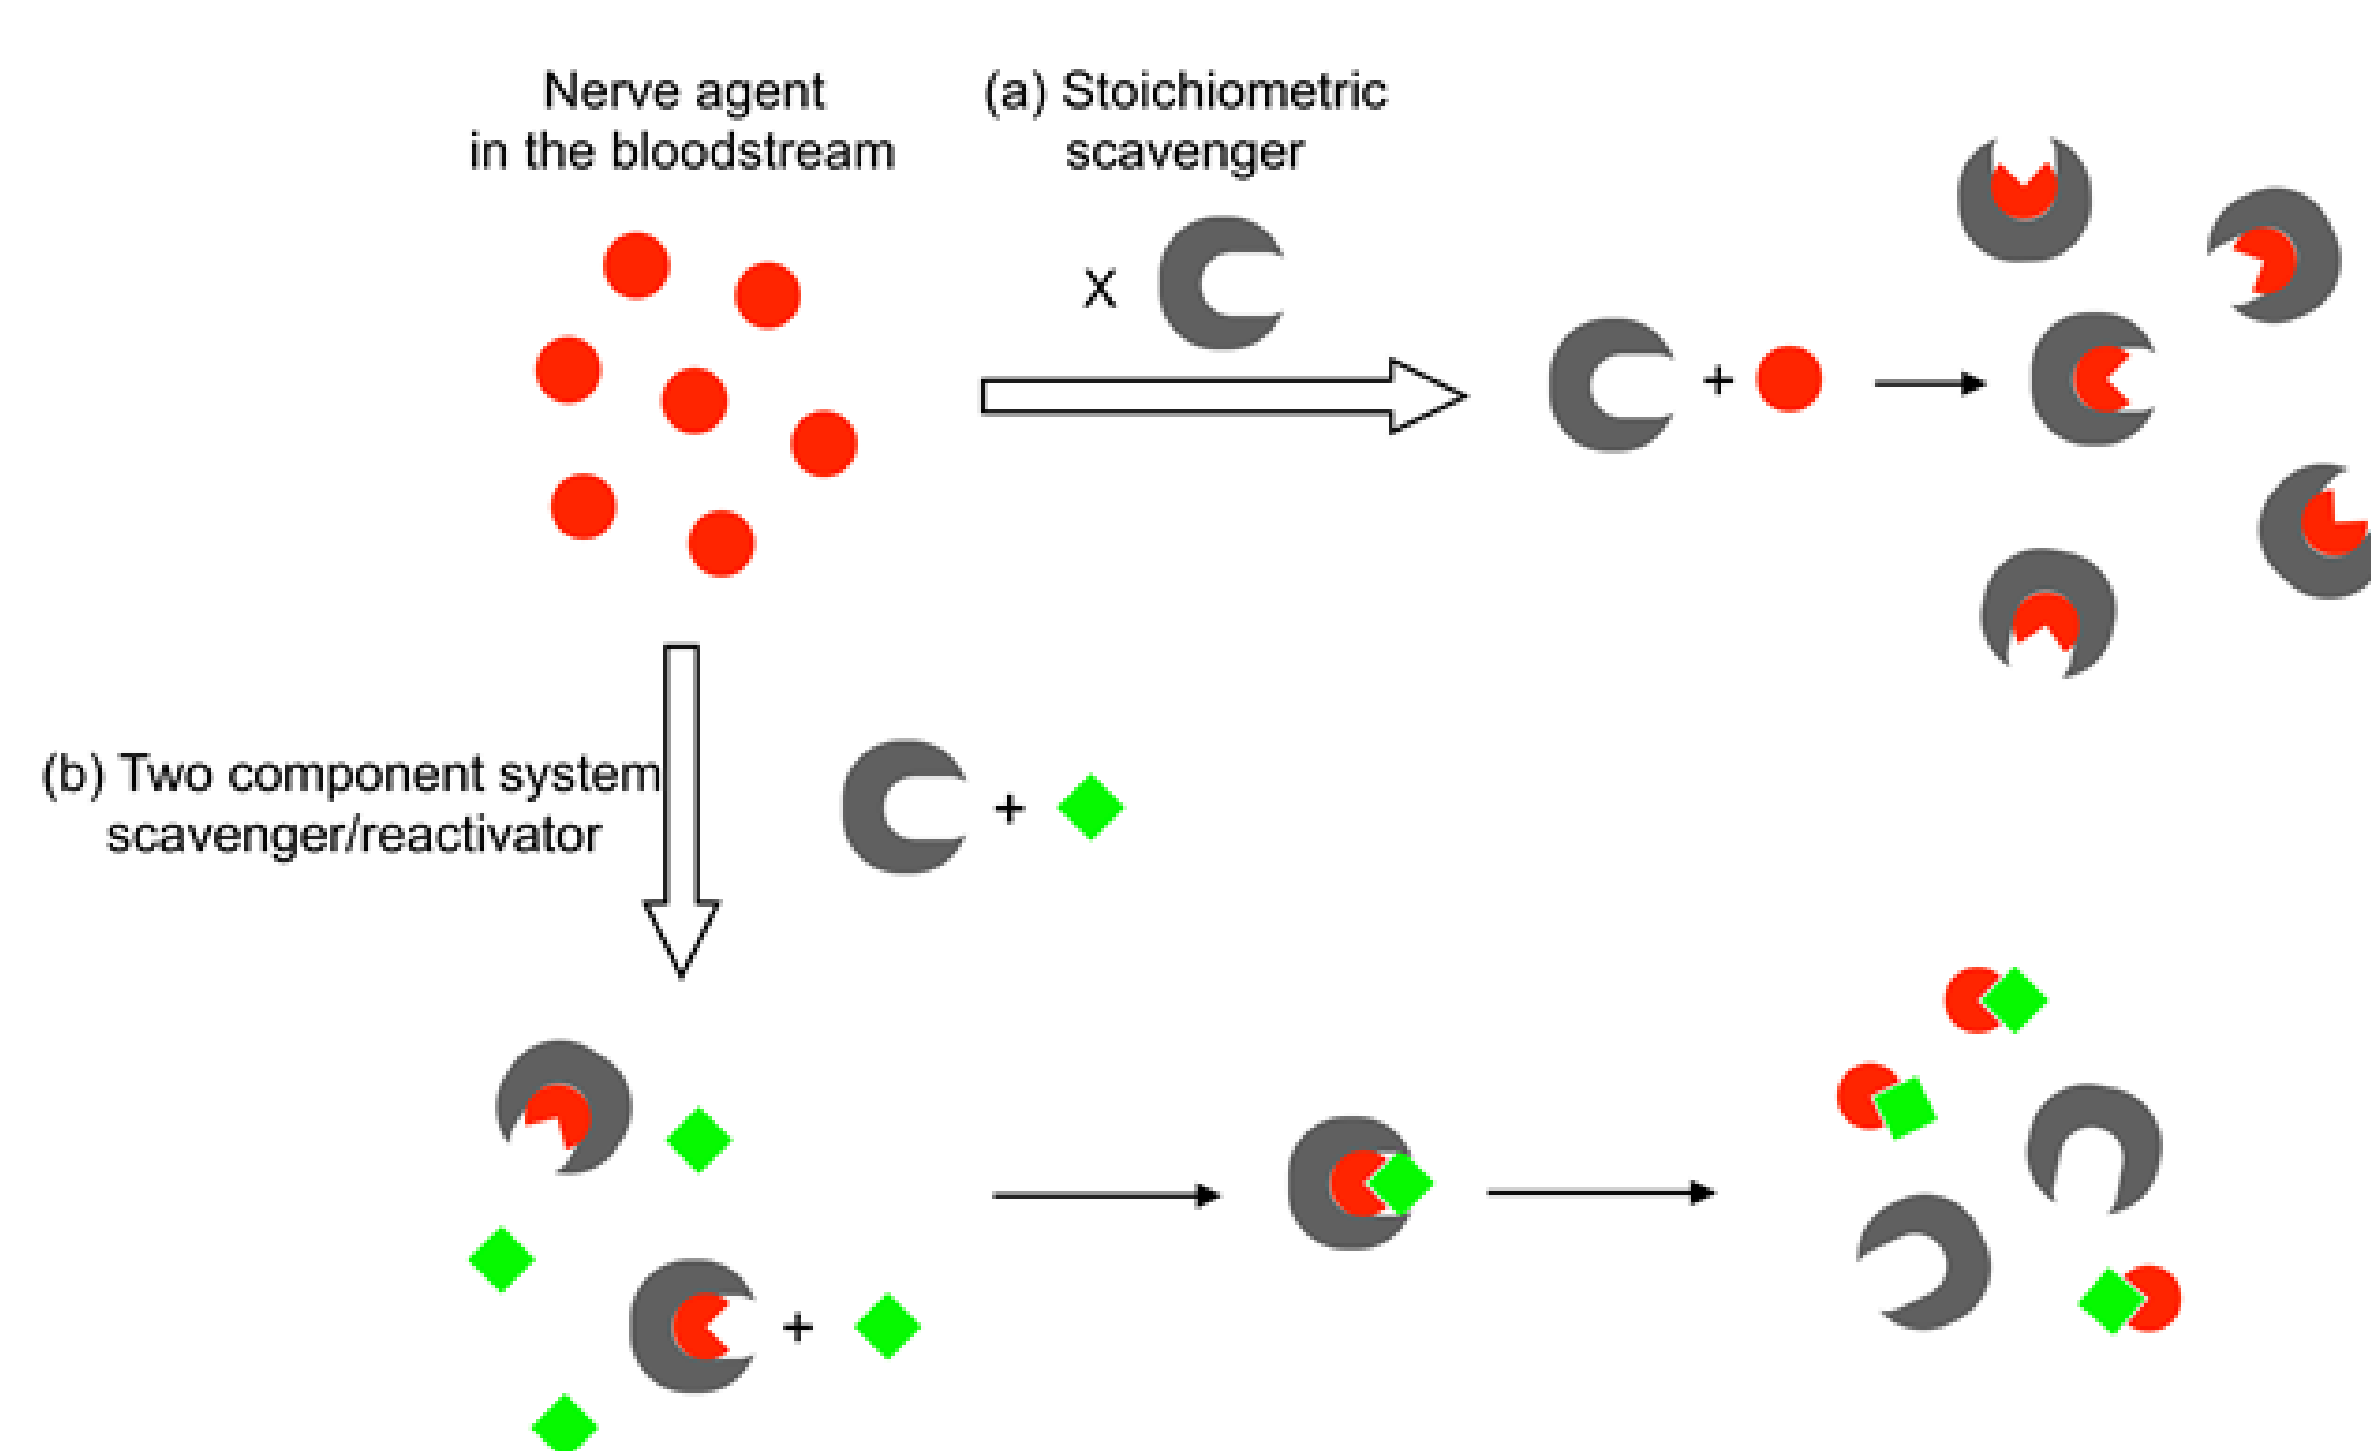 Nerve agent
in the bloodstream
(a) Stoichiometric
scavenger
X
+
(b) Two component system
scavenger/reactivator
+
+